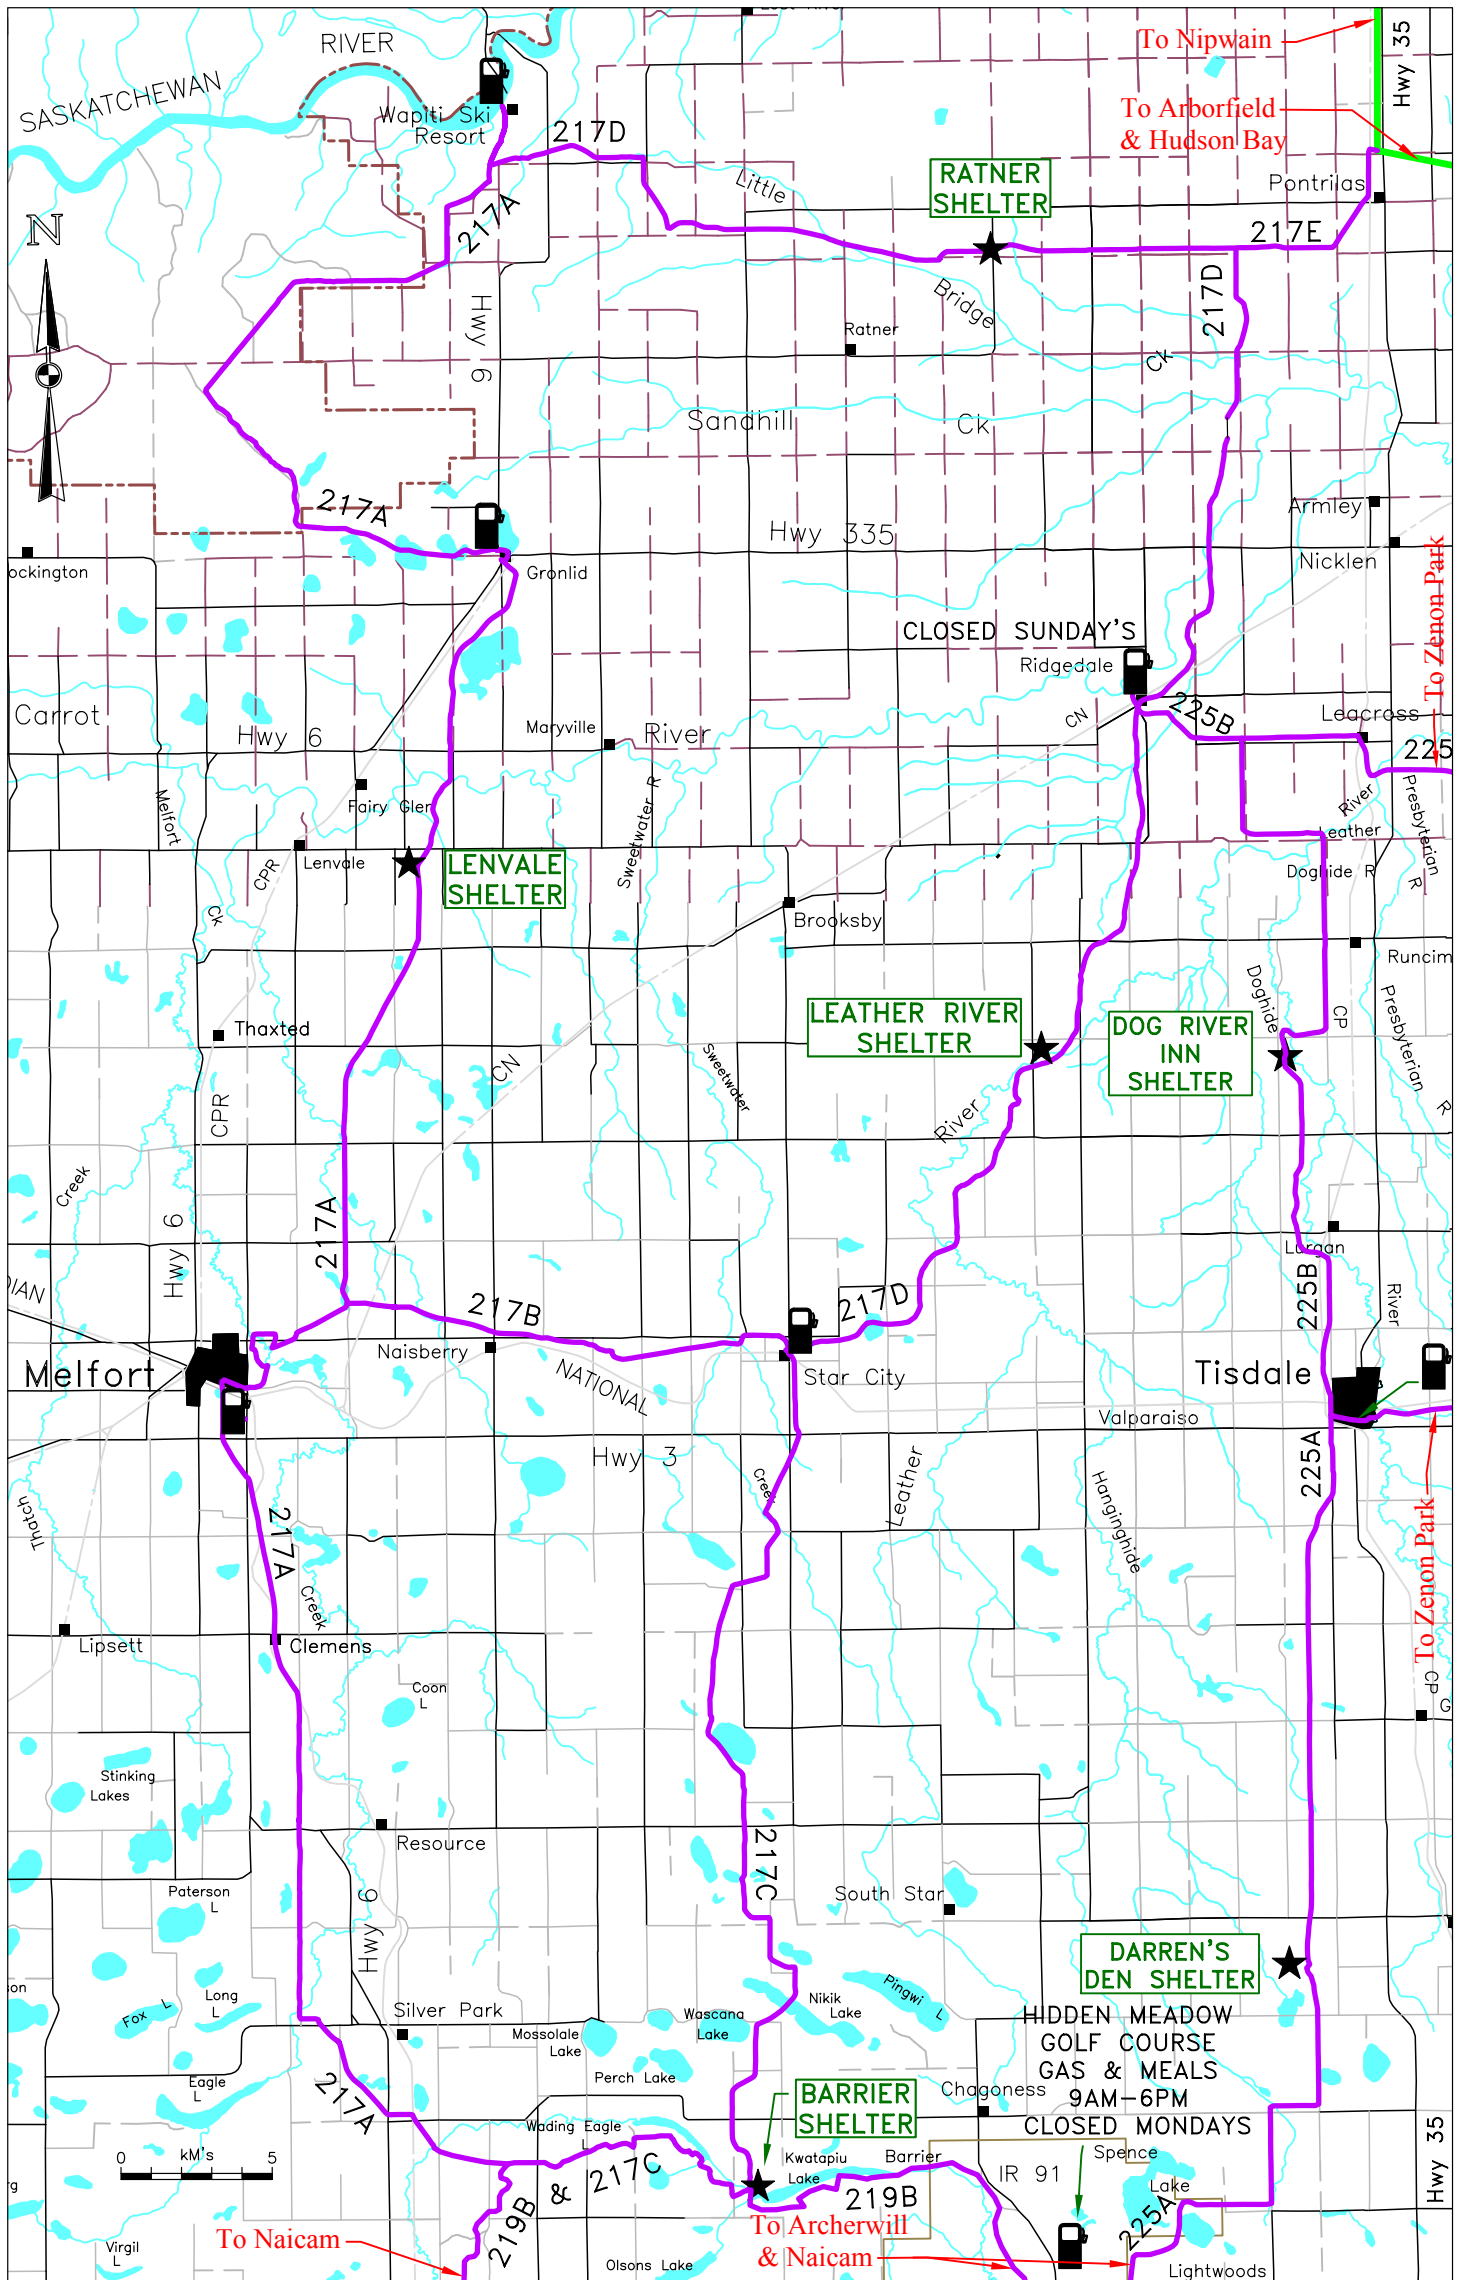 To Nipwain
Hwy 35
RIVER
SASKATCHEWAN
Wapiti Ski
Resort
217D
To Arborfield
& Hudson Bay
RATNER
SHELTER
Little
Pontrilas
N
217A
217E
217D
Hwy 6
Bridge
Ck
Ratner
Sandhill
Ck
217A
Hwy 335
Armley
Nicklen
ockington
Gronlid
CLOSED SUNDAY'S
Ridgedale
To Zenon Park
Carrot
Hwy 6
Maryville
River
CN
225B
Leacross
225
Melfort
Fairy Gler
Sweetwater R
River
Presbyterian
R
Leather
Lenvale
CPR
LENVALE
SHELTER
Doghide R
Ck
Brooksby
Runcim
Thaxted
CPR
CN
Sweetwater
LEATHER RIVER
SHELTER
DOG RIVER
INN
SHELTER
Doghide
CP
Presbyterian
R
River
Creek
Hwy 6
217A
Lurgan
DIAN
217B
217D
225B
River
Melfort
Naisberry
NATIONAL
Star City
Tisdale
Valparaiso
Hwy 3
Creek
Leather
Hanginghide
225A
To Zenon Park
Thatch
217A
Creek
Lipsett
Clemens
Coon
L
CP
G
Stinking
Lakes
Resource
217C
Paterson
L
Hwy 6
South Star
DARREN'S
DEN SHELTER
son
Long
L
Fox L
Silver Park
Mossolale
Lake
Wascana
Lake
Nikik
Lake
Pingwi L
HIDDEN MEADOW
GOLF COURSE
GAS & MEALS
9AM-6PM
CLOSED MONDAYS
Eagle
L
217A
Perch Lake
BARRIER
SHELTER
Chagoness
Wading Eagle
L
0 kM's 5
Kwatapiu
Lake
Barrier
IR 91
Spence
Lake
Hwy 35
rg
219B & 217C
219B
225A
To Naicam
To Archerwill
& Naicam
Virgil
L
Olsons Lake
Lightwoods